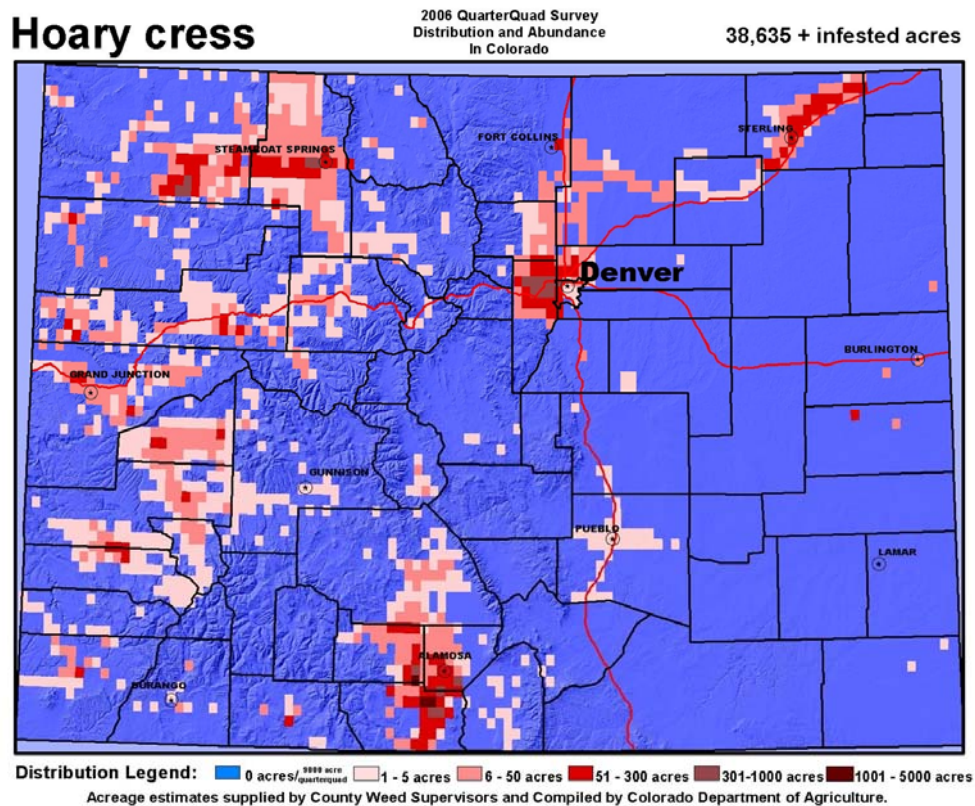 Hoary cress
2006 QuarterQuad Survey
Distribution and Abundance
In Colorado
38,635 + infested acres
STERLING
FORT COLLINS
STEAMBOAT SPRINGS
Denver
BURLINGTON
GRAND JUNCTION
GUNNISON
PUEBLO
LAMAR
ALAMOSA
DURANGO
Distribution Legend: 0 acres/ 9000 acre quarterquad 1 - 5 acres 6 - 50 acres 51 - 300 acres 301-1000 acres 1001 - 5000 acres
Acreage estimates supplied by County Weed Supervisors and Compiled by Colorado Department of Agriculture.